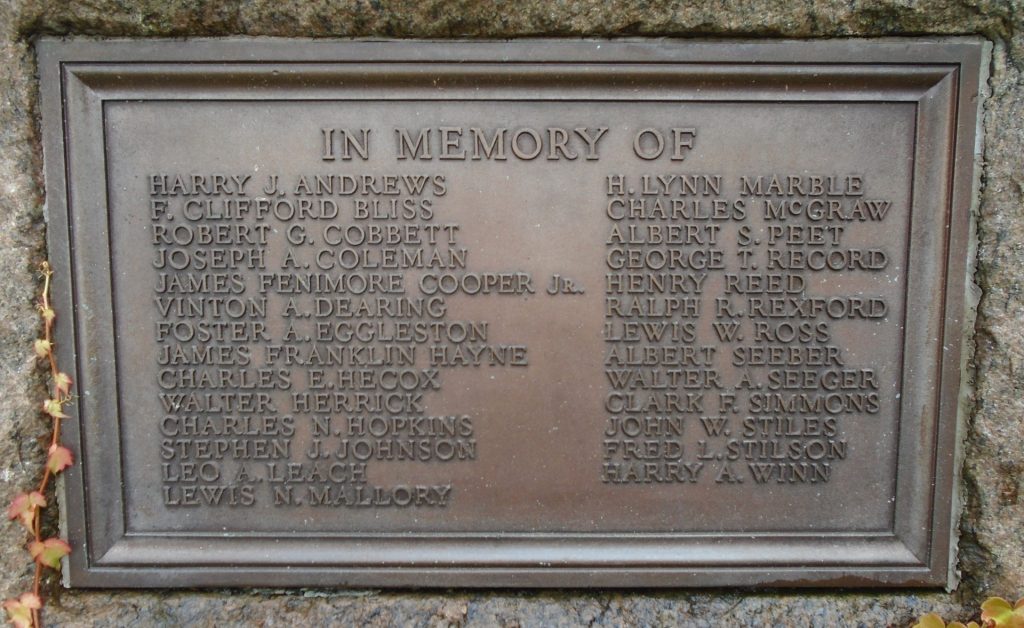 IN MEMORY OF
HARRY J. ANDREWS
F. CLIFFORD BLISS
ROBERT G. COBBETT
JOSEPH A. COLEMAN
JAMES FENIMORE COOPER JR.
VINTON A. DEARING
FOSTER A. EGGLESTON
JAMES FRANKLIN HAYNE
CHARLES E. HECOX
WALTER HERRICK
CHARLES N. HOPKINS
STEPHEN J. JOHNSON
LEO A. LEACH
LEWIS N. MALLORY
H. LYNN MARBLE
CHARLES McGRAW
ALBERT S. PEET
GEORGE T. RECORD
HENRY REED
RALPH R. REXFORD
LEWIS W. ROSS
ALBERT SEEBER
WALTER A. SEEGER
CLARK F. SIMMONS
JOHN W. STILES
FRED L. STILSON
HARRY A. WINN